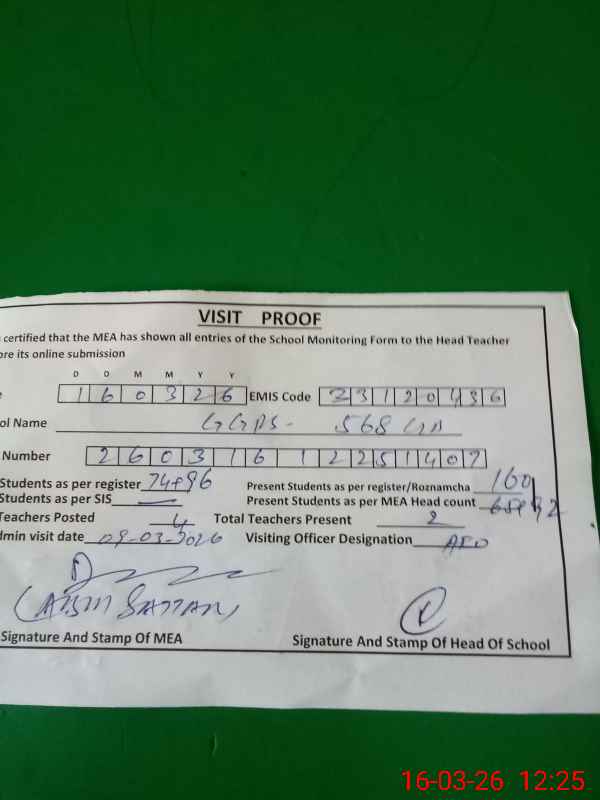 VISIT PROOF
certified that the MEA has shown all entries of the School Monitoring Form to the Head Teacher
ore its online submission
D D M M Y Y
1 6 0 3 2 6 EMIS Code 3 3 1 2 0 4 3 6
ol Name GGPS- 568 GB
Number 2 6 0 3 1 6 1 2 2 5 1 4 0 7
Students as per register 74+86 Present Students as per register/Roznamcha 160
Students as per SIS — Present Students as per MEA Head count
Teachers Posted 4 Total Teachers Present 2
dmin visit date 09-03-2026 Visiting Officer Designation AEO
Signature And Stamp Of MEA Signature And Stamp Of Head Of School
16-03-26 12:25